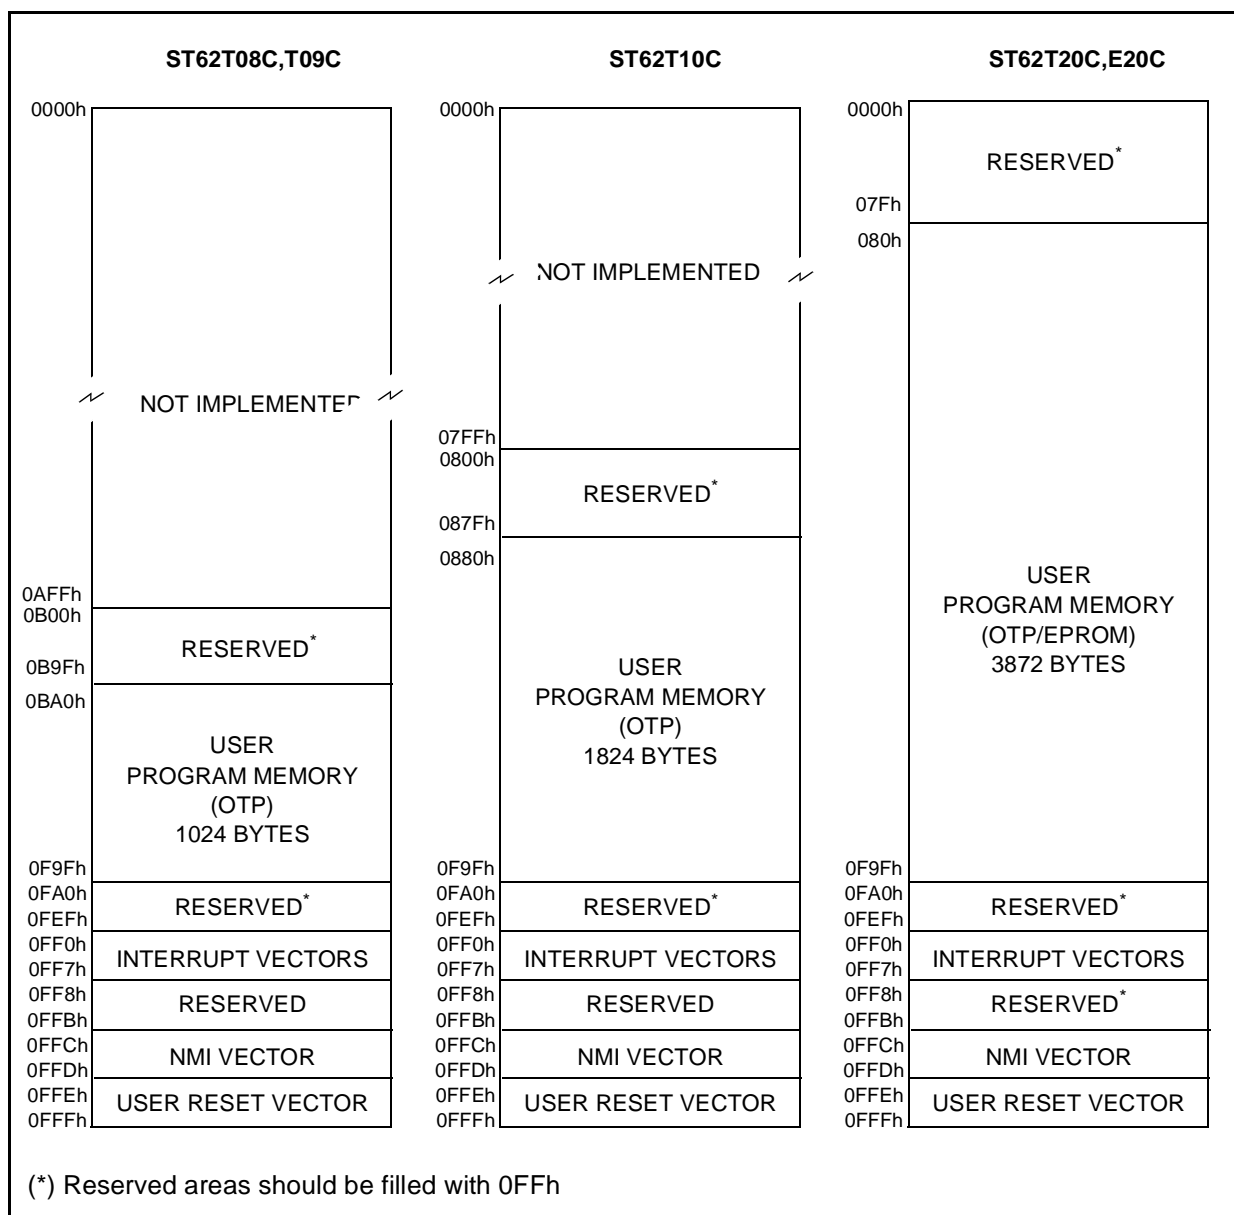 ST62T08C,T09C
0000h
NOT IMPLEMENTED
0AFFh
0B00h
RESERVED*
0B9Fh
0BA0h
USER
PROGRAM MEMORY
(OTP)
1024 BYTES
0F9Fh
0FA0h
RESERVED*
0FEFh
0FF0h
INTERRUPT VECTORS
0FF7h
0FF8h
RESERVED
0FFBh
0FFCh
NMI VECTOR
0FFDh
0FFEh
USER RESET VECTOR
0FFFh
ST62T10C
0000h
NOT IMPLEMENTED
07FFh
0800h
RESERVED*
087Fh
0880h
USER
PROGRAM MEMORY
(OTP)
1824 BYTES
0F9Fh
0FA0h
RESERVED*
0FEFh
0FF0h
INTERRUPT VECTORS
0FF7h
0FF8h
RESERVED
0FFBh
0FFCh
NMI VECTOR
0FFDh
0FFEh
USER RESET VECTOR
0FFFh
ST62T20C,E20C
0000h
RESERVED*
07Fh
080h
USER
PROGRAM MEMORY
(OTP/EPROM)
3872 BYTES
0F9Fh
0FA0h
RESERVED*
0FEFh
0FF0h
INTERRUPT VECTORS
0FF7h
0FF8h
RESERVED*
0FFBh
0FFCh
NMI VECTOR
0FFDh
0FFEh
USER RESET VECTOR
0FFFh
(*) Reserved areas should be filled with 0FFh